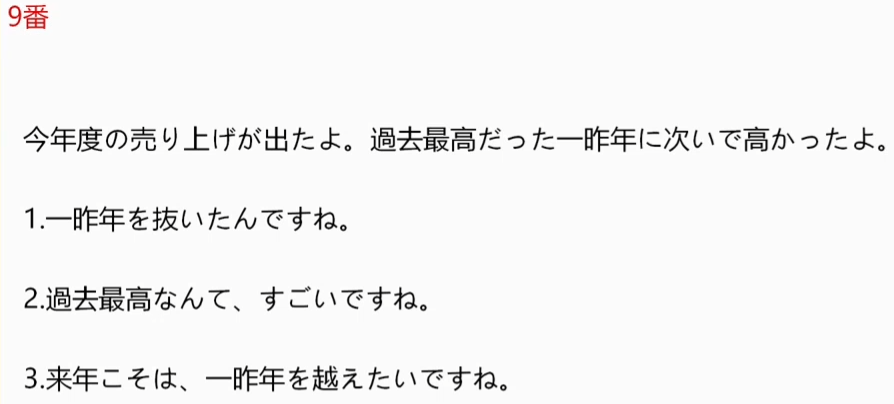 9番
今年度の売り上げが出たよ。過去最高だった一昨年に次いで高かったよ。
1.一昨年を抜いたんですね。
2.過去最高なんて、すごいですね。
3.来年こそは、一昨年を越えたいですね。